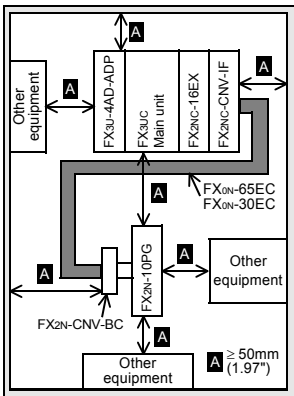 A
Other
equipment
A
FX3U-4AD-ADP
FX3UC
Main unit
FX2NC-16EX
FX2NC-CNV-IF
A
A
FX0N-65EC
FX0N-30EC
A
FX2N-CNV-BC
FX2N-10PG
A
Other
equipment
A
Other
equipment
A ≥ 50mm
(1.97")